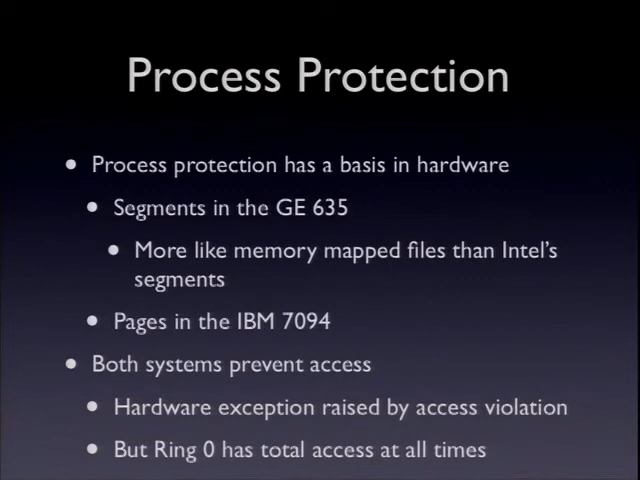 Process Protection
• Process protection has a basis in hardware
• Segments in the GE 635
• More like memory mapped files than Intel's
segments
• Pages in the IBM 7094
• Both systems prevent access
• Hardware exception raised by access violation
• But Ring 0 has total access at all times